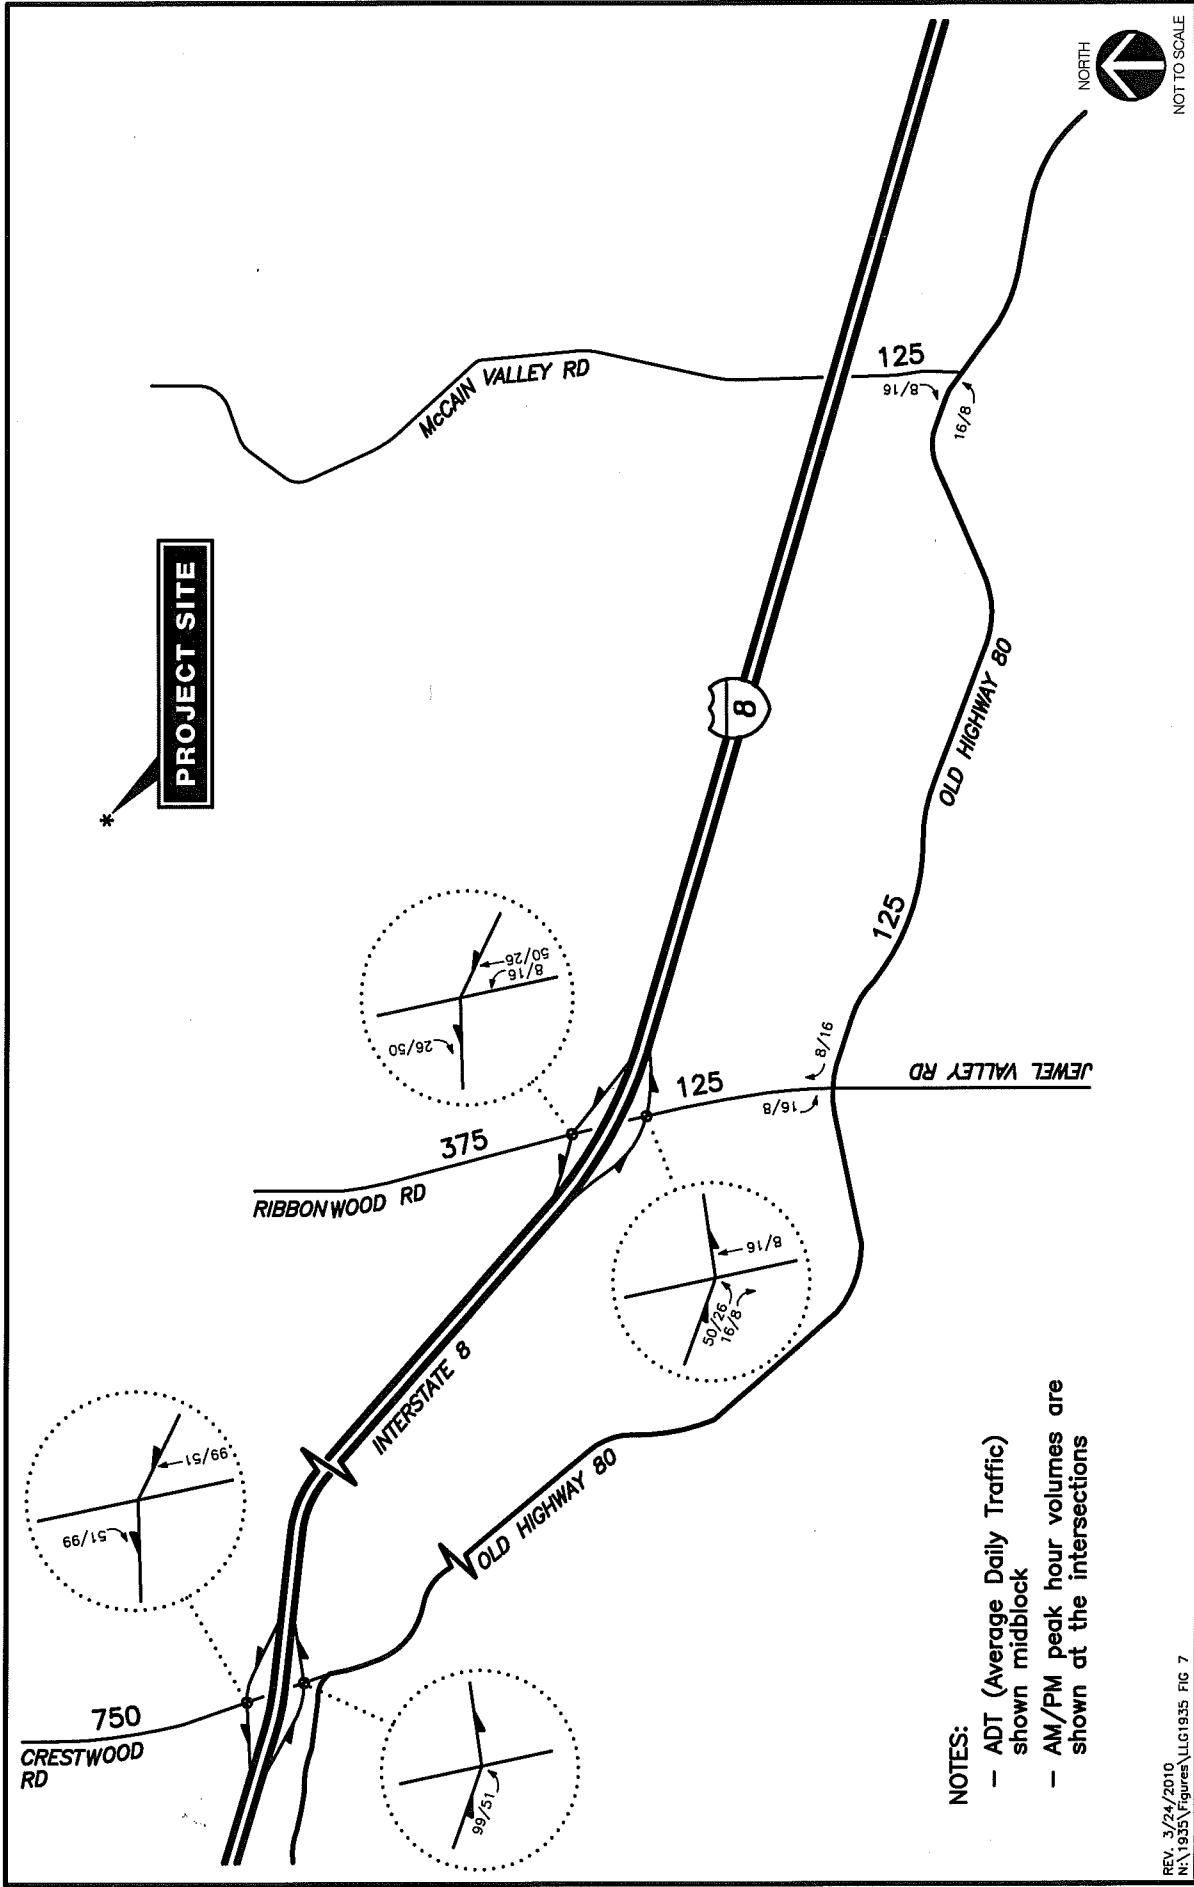 NORTH
NOT TO SCALE
PROJECT SITE
McCAIN VALLEY RD
125
8/16
16/8
8
OLD HIGHWAY 80
125
50/26
8/16
26/50
375
RIBBONWOOD RD
125
8/16
16/8
JEWEL VALLEY RD
8/16
50/26
16/8
INTERSTATE 8
OLD HIGHWAY 80
99/51
51/99
750
CRESTWOOD
RD
99/51
NOTES:
- ADT (Average Daily Traffic)
shown midblock
- AM/PM peak hour volumes are
shown at the intersections
REV. 3/24/2010
N:\1935\Figures\LLG1935 FIG 7